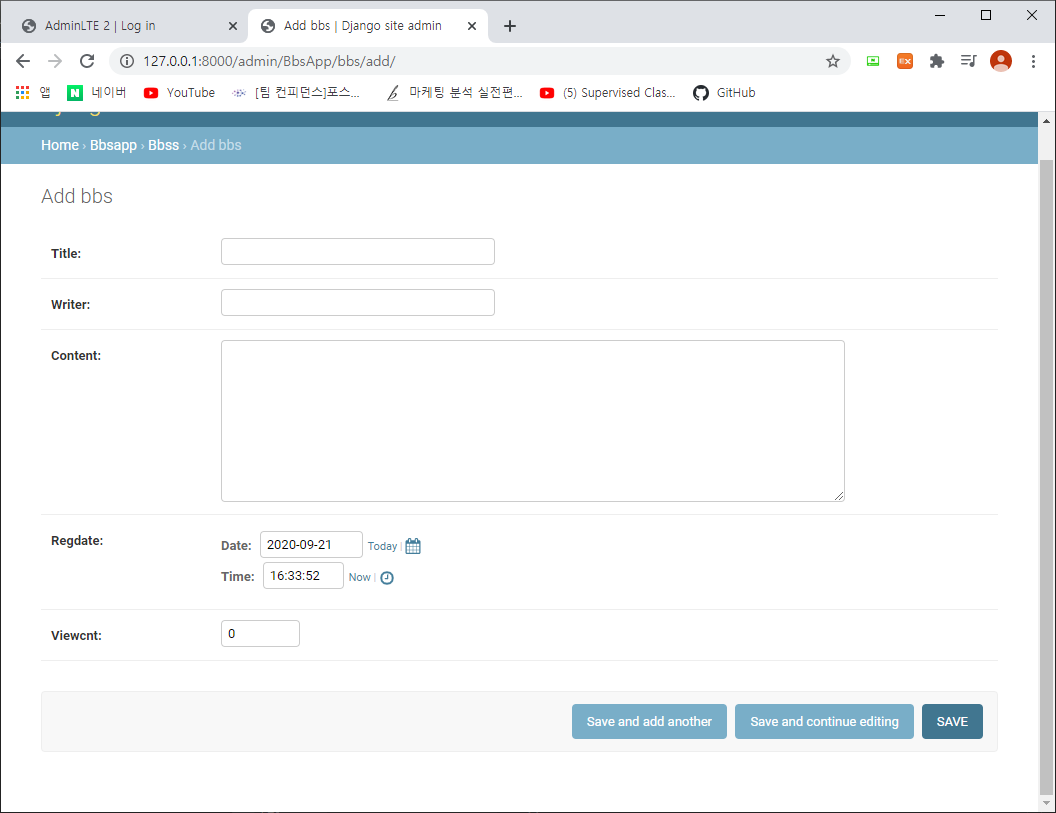 AdminLTE 2 | Log in
Add bbs | Django site admin
127.0.0.1:8000/admin/BbsApp/bbs/add/
앱 네이버 YouTube [팀 컨피던스]포스... 마케팅 분석 실전편... (5) Supervised Clas... GitHub
Home › Bbsapp › Bbss › Add bbs
Add bbs
Title:
Writer:
Content:
Regdate:
Date: 2020-09-21 Today |
Time: 16:33:52 Now |
Viewcnt: 0
Save and add another Save and continue editing SAVE